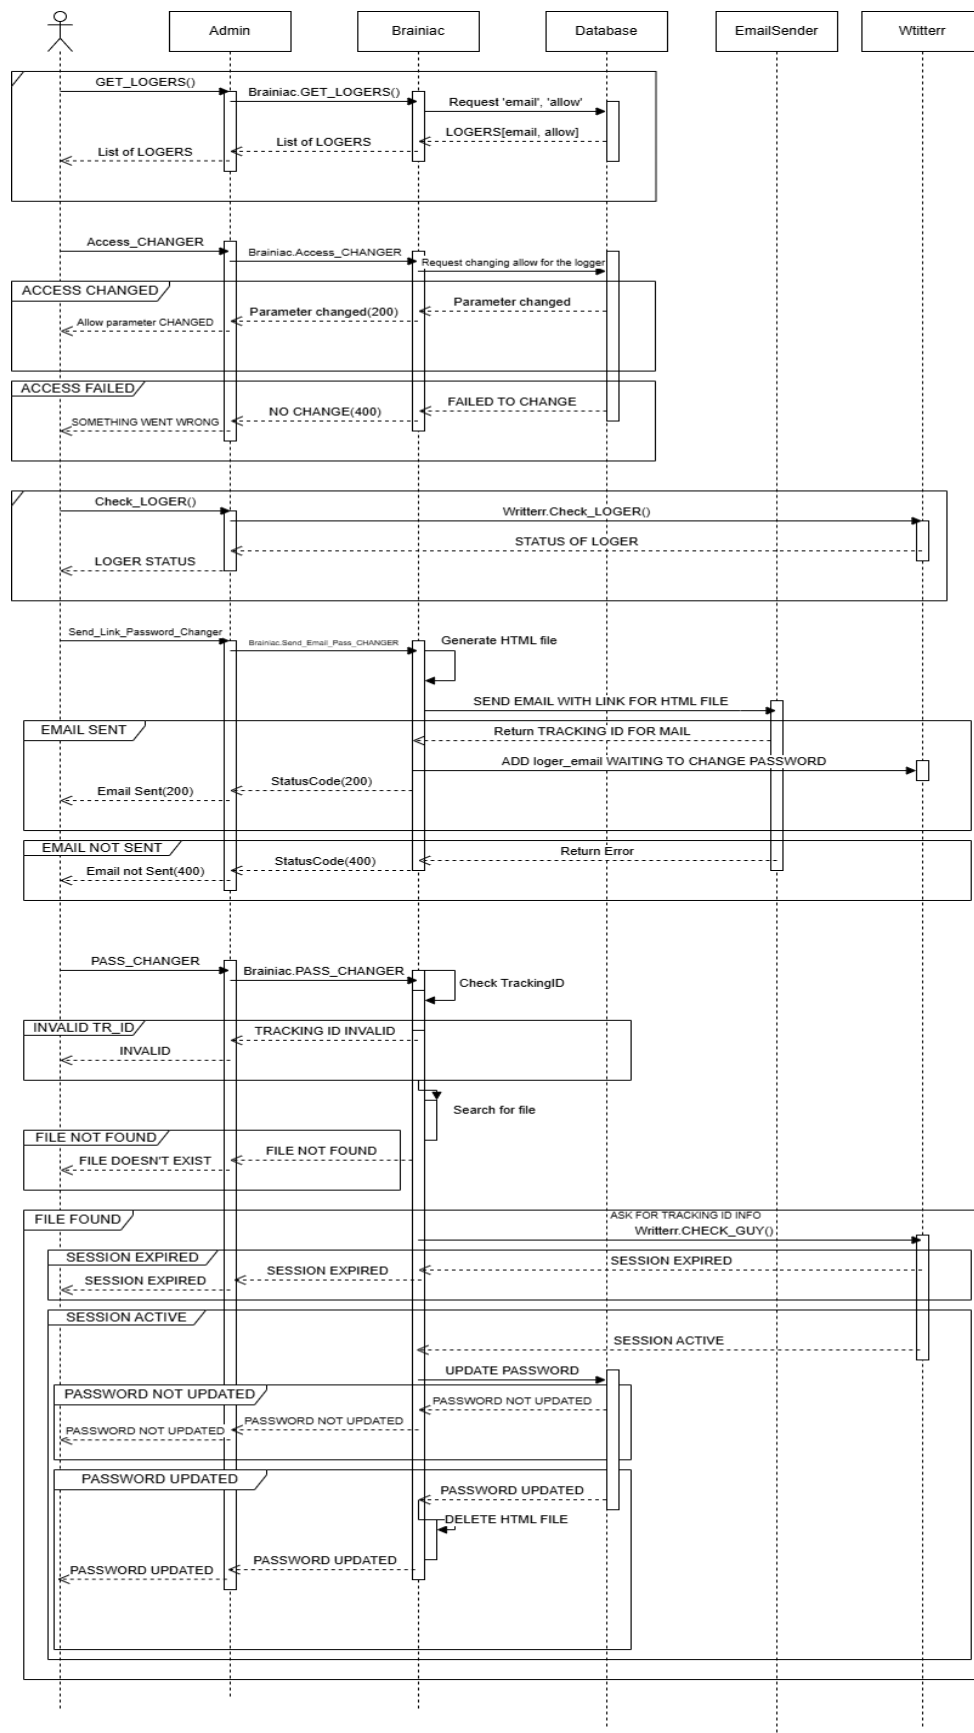 Admin
Brainiac
Database
EmailSender
Wtitterr
GET_LOGERS()
Brainiac.GET_LOGERS()
Request 'email', 'allow'
LOGERS[email, allow]
List of LOGERS
List of LOGERS
Access_CHANGER
Brainiac.Access_CHANGER
Request changing allow for the logger
ACCESS CHANGED
Parameter changed
Parameter changed(200)
Allow parameter CHANGED
ACCESS FAILED
FAILED TO CHANGE
NO CHANGE(400)
SOMETHING WENT WRONG
Check_LOGER()
Writterr.Check_LOGER()
STATUS OF LOGER
LOGER STATUS
Send_Link_Password_Changer
Brainiac.Send_Email_Pass_CHANGER
Generate HTML file
SEND EMAIL WITH LINK FOR HTML FILE
EMAIL SENT
Return TRACKING ID FOR MAIL
ADD loger_email WAITING TO CHANGE PASSWORD
StatusCode(200)
Email Sent(200)
EMAIL NOT SENT
Return Error
StatusCode(400)
Email not Sent(400)
PASS_CHANGER
Brainiac.PASS_CHANGER
Check TrackingID
INVALID TR_ID
TRACKING ID INVALID
INVALID
Search for file
FILE NOT FOUND
FILE NOT FOUND
FILE DOESN'T EXIST
FILE FOUND
ASK FOR TRACKING ID INFO
Writterr.CHECK_GUY()
SESSION EXPIRED
SESSION EXPIRED
SESSION EXPIRED
SESSION EXPIRED
SESSION ACTIVE
SESSION ACTIVE
UPDATE PASSWORD
PASSWORD NOT UPDATED
PASSWORD NOT UPDATED
PASSWORD NOT UPDATED
PASSWORD NOT UPDATED
PASSWORD UPDATED
PASSWORD UPDATED
DELETE HTML FILE
PASSWORD UPDATED
PASSWORD UPDATED